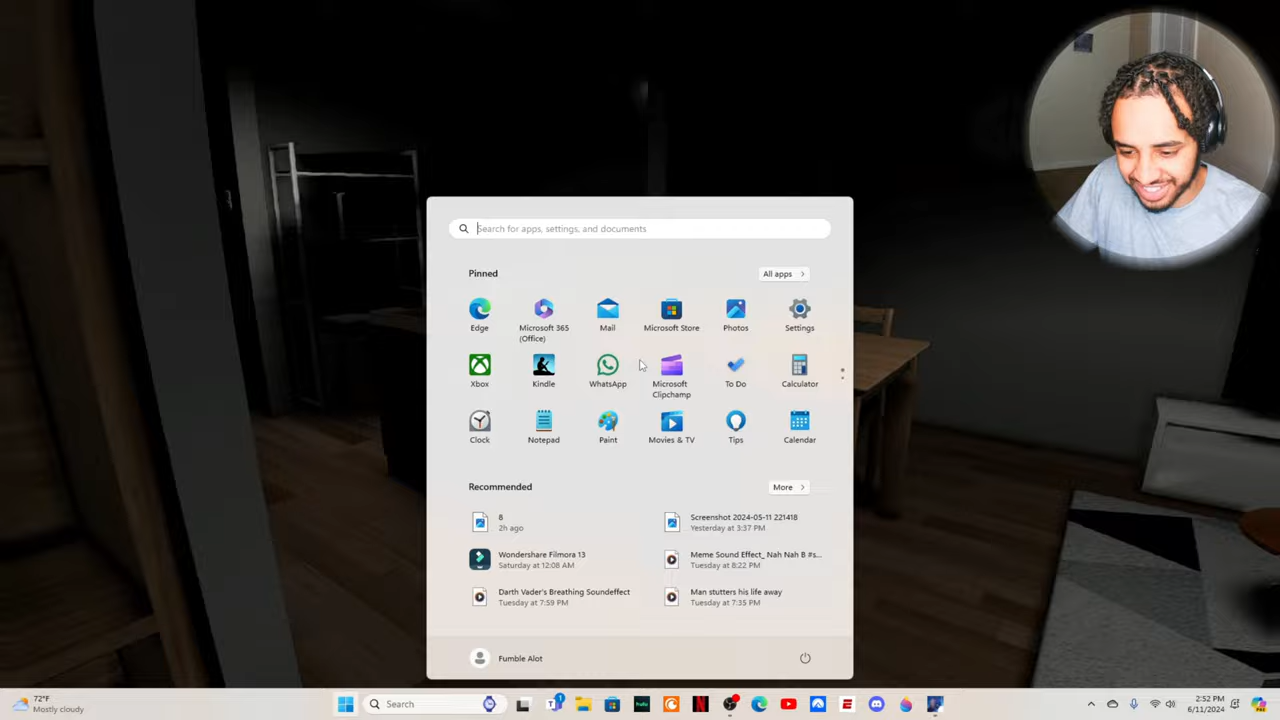 Search for apps, settings, and documents
Pinned
All apps
Edge
Microsoft 365
(Office)
Mail
Microsoft Store
Photos
Settings
Xbox
Kindle
WhatsApp
Microsoft
Clipchamp
To Do
Calculator
Clock
Notepad
Paint
Movies & TV
Tips
Calendar
Recommended
More
8
2h ago
Screenshot 2024-05-11 221418
Yesterday at 3:37 PM
Wondershare Filmora 13
Saturday at 12:08 AM
Meme Sound Effect_ Nah Nah B #s...
Tuesday at 8:22 PM
Darth Vader's Breathing Soundeffect
Tuesday at 7:59 PM
Man stutters his life away
Tuesday at 7:35 PM
Fumble Alot
72°F
Mostly cloudy
Search
1
hulu
2:52 PM
6/11/2024